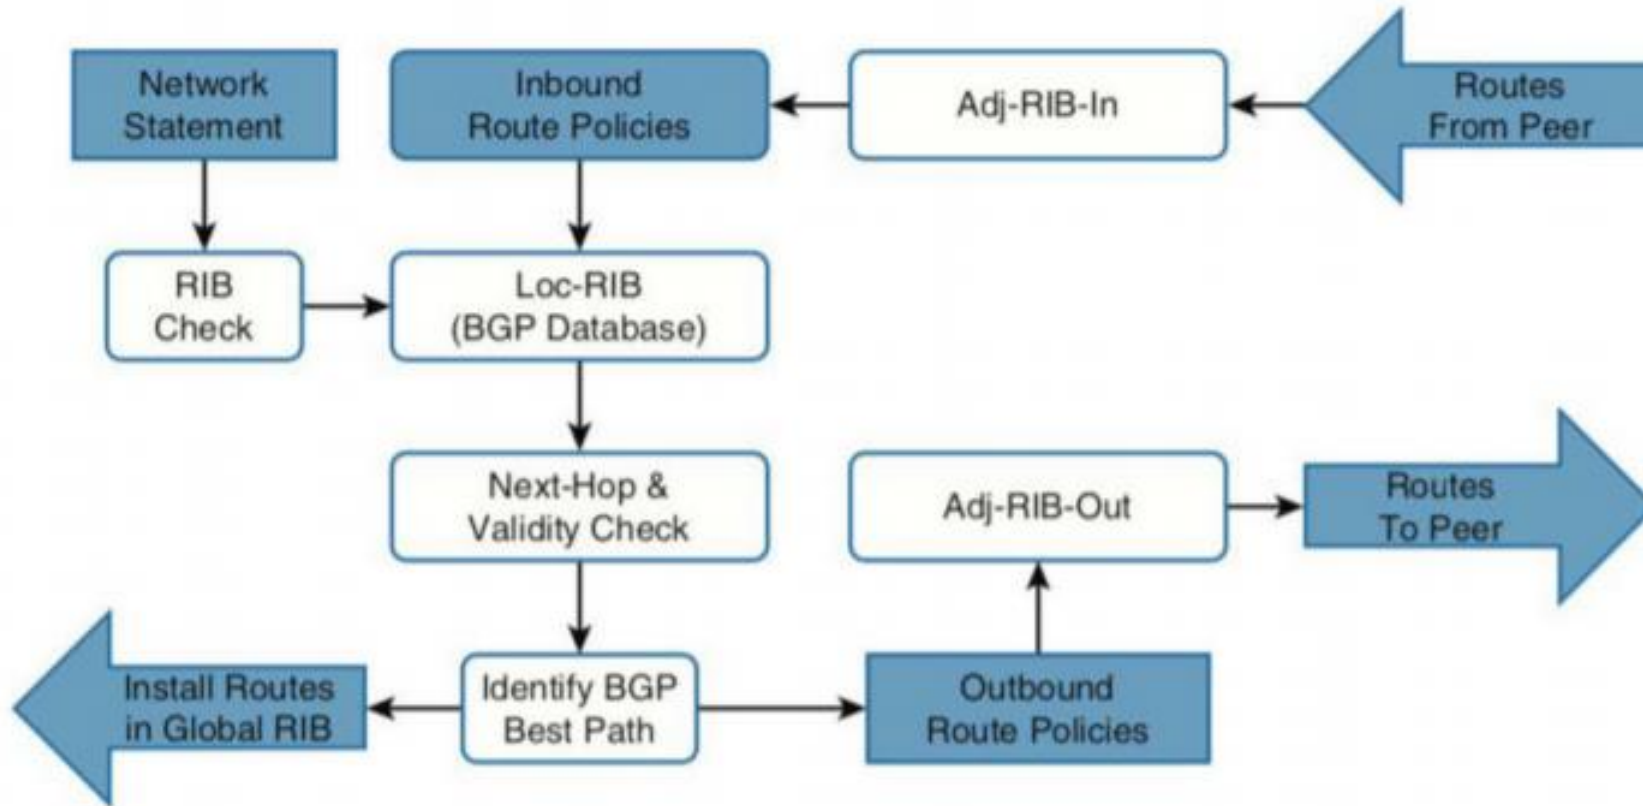 Network
Statement
Inbound
Route Policies
Adj-RIB-In
Routes
From Peer
RIB
Check
Loc-RIB
(BGP Database)
Next-Hop &
Validity Check
Adj-RIB-Out
Routes
To Peer
Install Routes
in Global RIB
Identify BGP
Best Path
Outbound
Route Policies